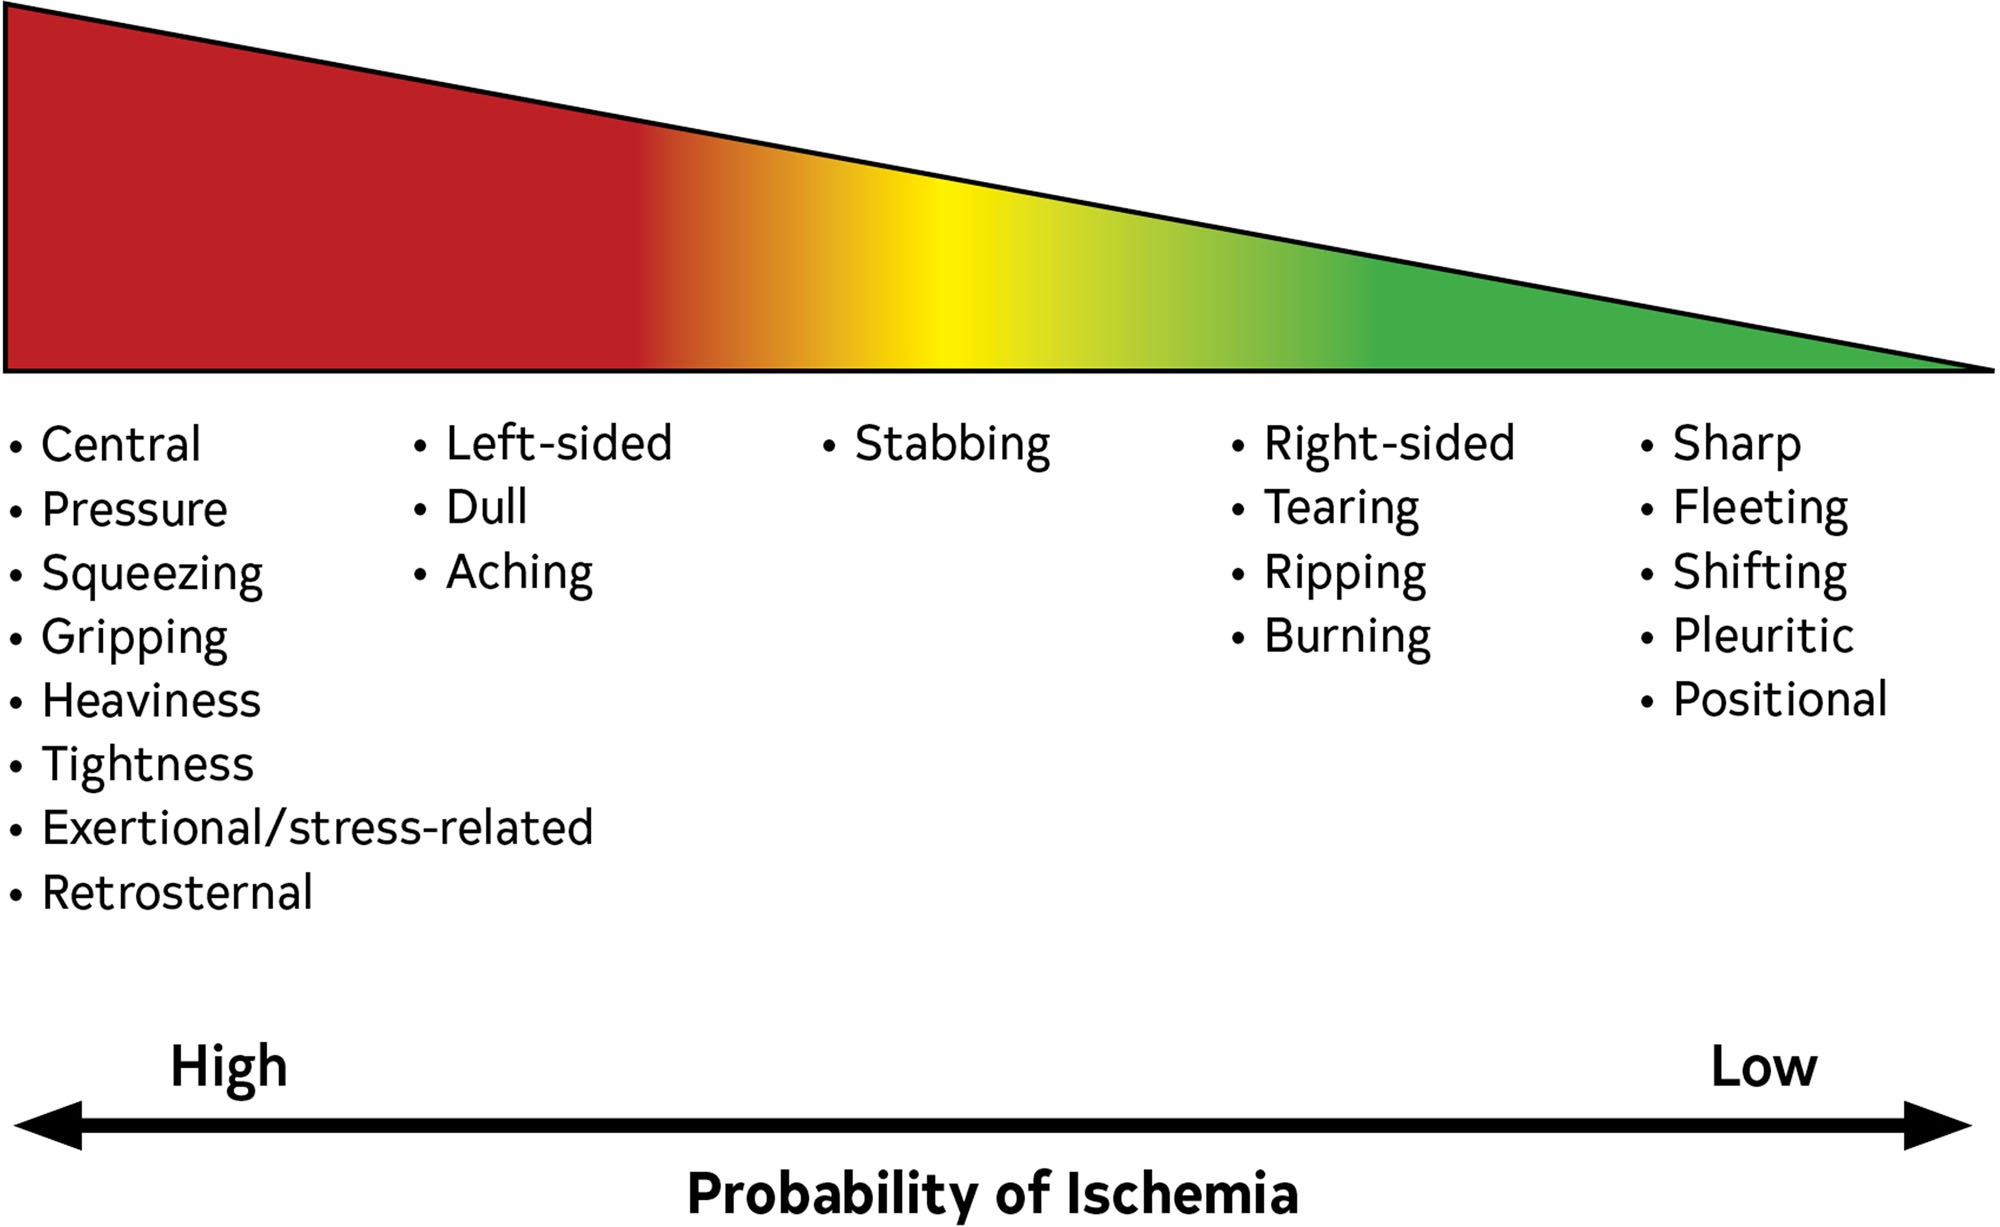 • Central
• Pressure
• Squeezing
• Gripping
• Heaviness
• Tightness
• Exertional/stress-related
• Retrosternal
• Left-sided
• Dull
• Aching
• Stabbing
• Right-sided
• Tearing
• Ripping
• Burning
• Sharp
• Fleeting
• Shifting
• Pleuritic
• Positional
High
Low
Probability of Ischemia